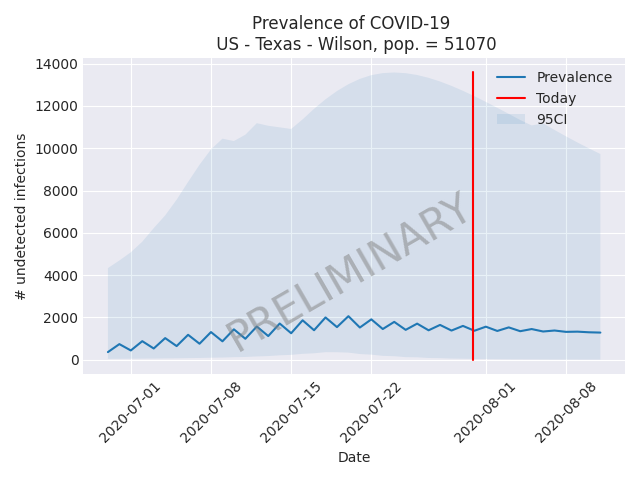 Prevalence of COVID-19
US - Texas - Wilson, pop. = 51070
14000
12000
10000
8000
6000
4000
2000
0
# undetected infections
Prevalence
Today
95CI
PRELIMINARY
2020-07-01
2020-07-08
2020-07-15
2020-07-22
2020-08-01
2020-08-08
Date